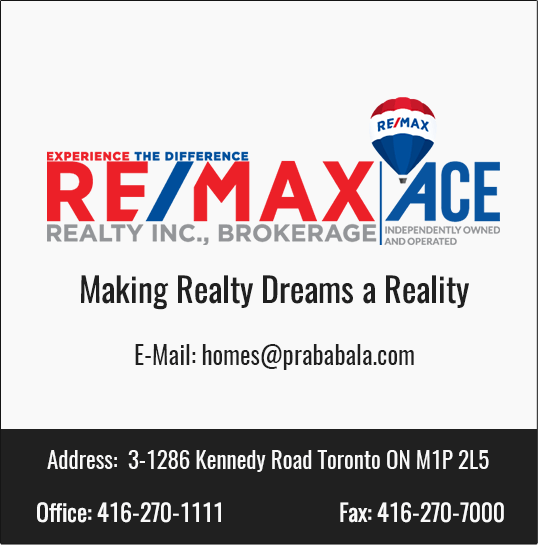 RE/MAX
EXPERIENCE THE DIFFERENCE
RE/MAX ACE
REALTY INC., BROKERAGE
INDEPENDENTLY OWNED
AND OPERATED
Making Realty Dreams a Reality
E-Mail: homes@prababala.com
Address: 3-1286 Kennedy Road Toronto ON M1P 2L5
Office: 416-270-1111 Fax: 416-270-7000